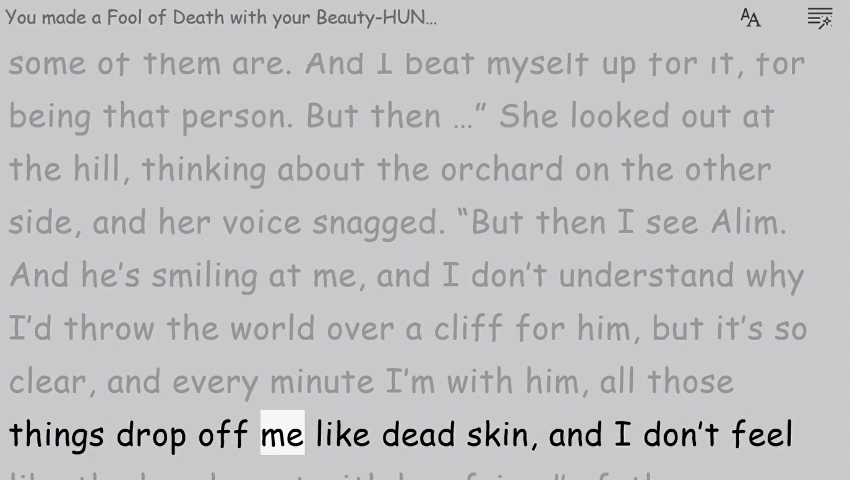 You made a Fool of Death with your Beauty-HUN...
some of them are. And I beat myself up for it, for
being that person. But then …” She looked out at
the hill, thinking about the orchard on the other
side, and her voice snagged. “But then I see Alim.
And he’s smiling at me, and I don’t understand why
I’d throw the world over a cliff for him, but it’s so
clear, and every minute I’m with him, all those
things drop off me like dead skin, and I don’t feel